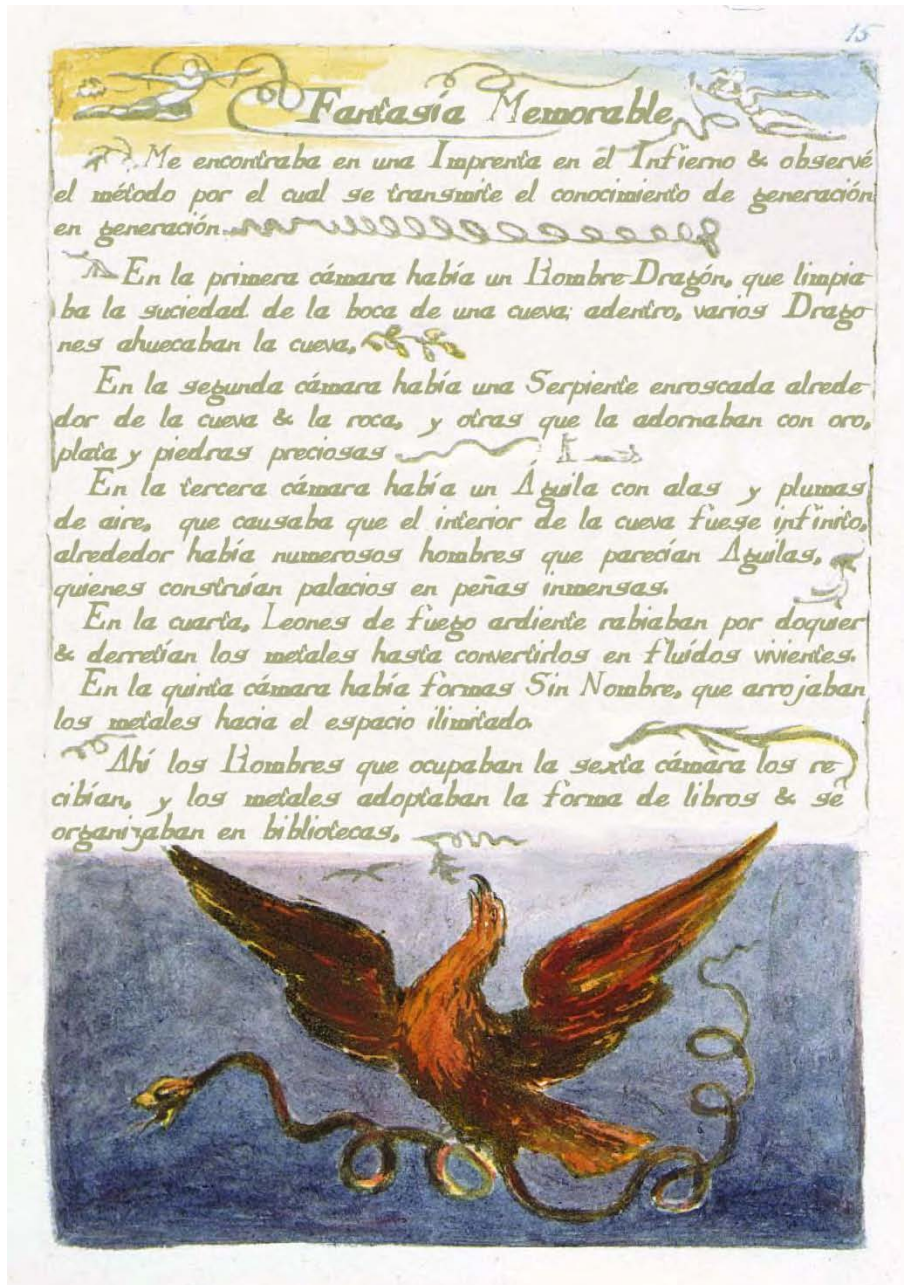 15
Fantasía Memorable
Me encontraba en una Imprenta en el Infierno & observé
el método por el cual se transmite el conocimiento de generación
en generación.
En la primera cámara había un Hombre-Dragón, que limpia-
ba la suciedad de la boca de una cueva; adentro, varios Drago
nes ahuecaban la cueva,
En la segunda cámara había una Serpiente enroscada alrede-
dor de la cueva & la roca, y otras que la adornaban con oro,
plata y piedras preciosas
En la tercera cámara había un Águila con alas y plumas
de aire, que causaba que el interior de la cueva fuese infinito,
alrededor había numerosos hombres que parecían Águilas,
quienes construían palacios en peñas inmensas.
En la cuarta, Leones de fuego ardiente rabiaban por doquier
& derretían los metales hasta convertirlos en fluídos vivientes.
En la quinta cámara había formas Sin Nombre, que arrojaban
los metales hacia el espacio ilimitado.
Ahí los Hombres que ocupaban la sexta cámara los re-
cibían, y los metales adoptaban la forma de libros & se
organizaban en bibliotecas,